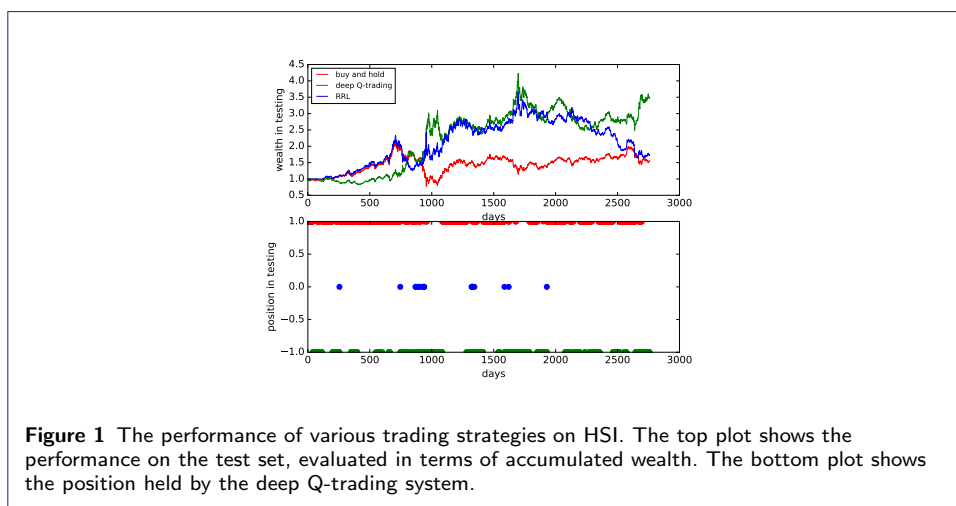 4.5
4.0
3.5
3.0
2.5
2.0
1.5
1.0
0.5
wealth in testing
buy and hold
deep Q-trading
RRL
0 500 1000 1500 2000 2500 3000
days
1.0
0.5
0.0
−0.5
−1.0
position in testing
0 500 1000 1500 2000 2500 3000
days
Figure 1 The performance of various trading strategies on HSI. The top plot shows the
performance on the test set, evaluated in terms of accumulated wealth. The bottom plot shows
the position held by the deep Q-trading system.